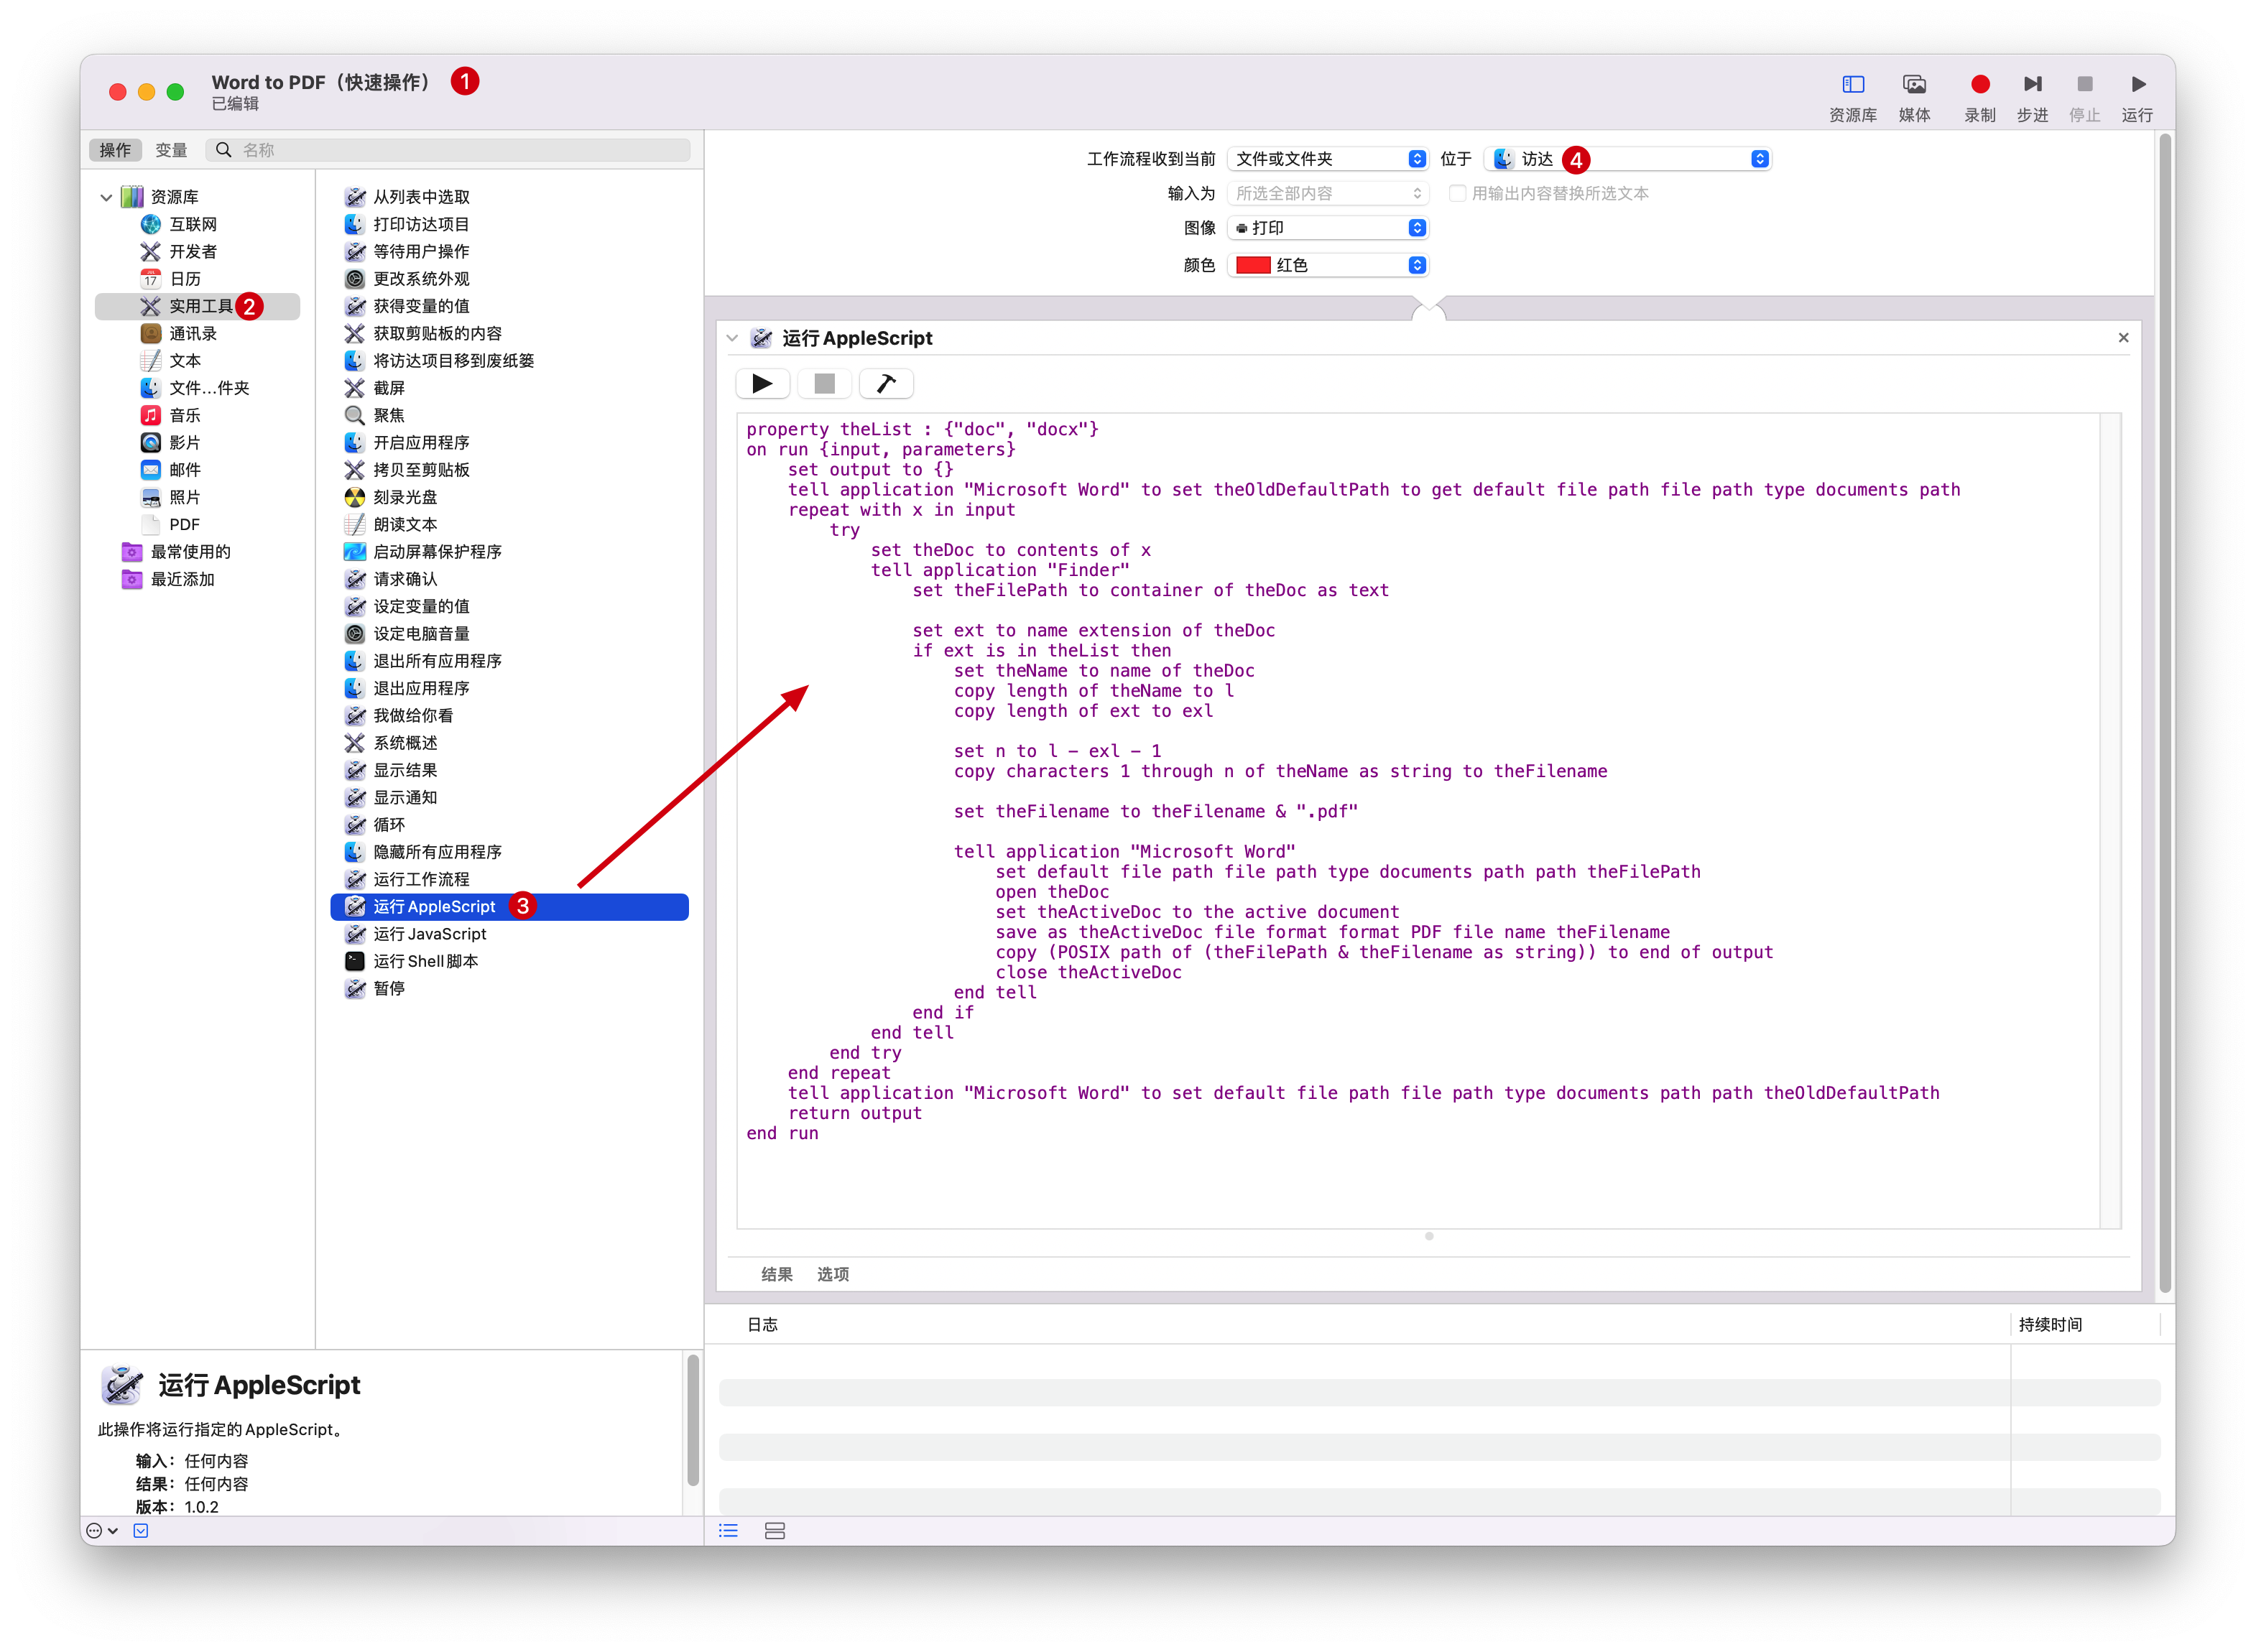 Word to PDF（快速操作） 1
已编辑
资源库 媒体 录制 步进 停止 运行
操作 变量 名称
资源库
互联网
开发者
日历
实用工具 2
通讯录
文本
文件...件夹
音乐
影片
邮件
照片
PDF
最常使用的
最近添加
从列表中选取
打印访达项目
等待用户操作
更改系统外观
获得变量的值
获取剪贴板的内容
将访达项目移到废纸篓
截屏
聚焦
开启应用程序
拷贝至剪贴板
刻录光盘
朗读文本
启动屏幕保护程序
请求确认
设定变量的值
设定电脑音量
退出所有应用程序
退出应用程序
我做给你看
系统概述
显示结果
显示通知
循环
隐藏所有应用程序
运行工作流程
运行 AppleScript 3
运行 JavaScript
运行 Shell 脚本
暂停
运行 AppleScript
此操作将运行指定的 AppleScript。
输入： 任何内容
结果： 任何内容
版本： 1.0.2
工作流程收到当前 文件或文件夹 位于 访达 4
输入为 所选全部内容 用输出内容替换所选文本
图像 打印
颜色 红色
运行 AppleScript
property theList : {"doc", "docx"}
on run {input, parameters}
set output to {}
tell application "Microsoft Word" to set theOldDefaultPath to get default file path file path type documents path
repeat with x in input
try
set theDoc to contents of x
tell application "Finder"
set theFilePath to container of theDoc as text
set ext to name extension of theDoc
if ext is in theList then
set theName to name of theDoc
copy length of theName to l
copy length of ext to exl
set n to l - exl - 1
copy characters 1 through n of theName as string to theFilename
set theFilename to theFilename & ".pdf"
tell application "Microsoft Word"
set default file path file path type documents path path theFilePath
open theDoc
set theActiveDoc to the active document
save as theActiveDoc file format format PDF file name theFilename
copy (POSIX path of (theFilePath & theFilename as string)) to end of output
close theActiveDoc
end tell
end if
end tell
end try
end repeat
tell application "Microsoft Word" to set default file path file path type documents path path theOldDefaultPath
return output
end run
结果 选项
日志 持续时间